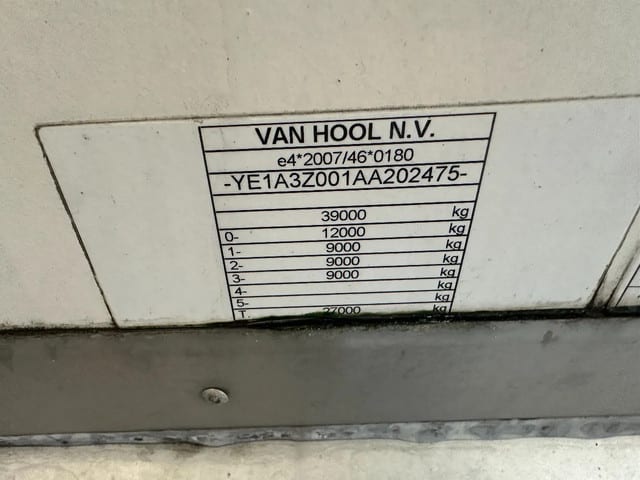 VAN HOOL N.V.
e4*2007/46*0180
-YE1A3Z001AA202475-
39000 kg
0- 12000 kg
1- 9000 kg
2- 9000 kg
3- 9000 kg
4- kg
5- kg
T. 27000 kg